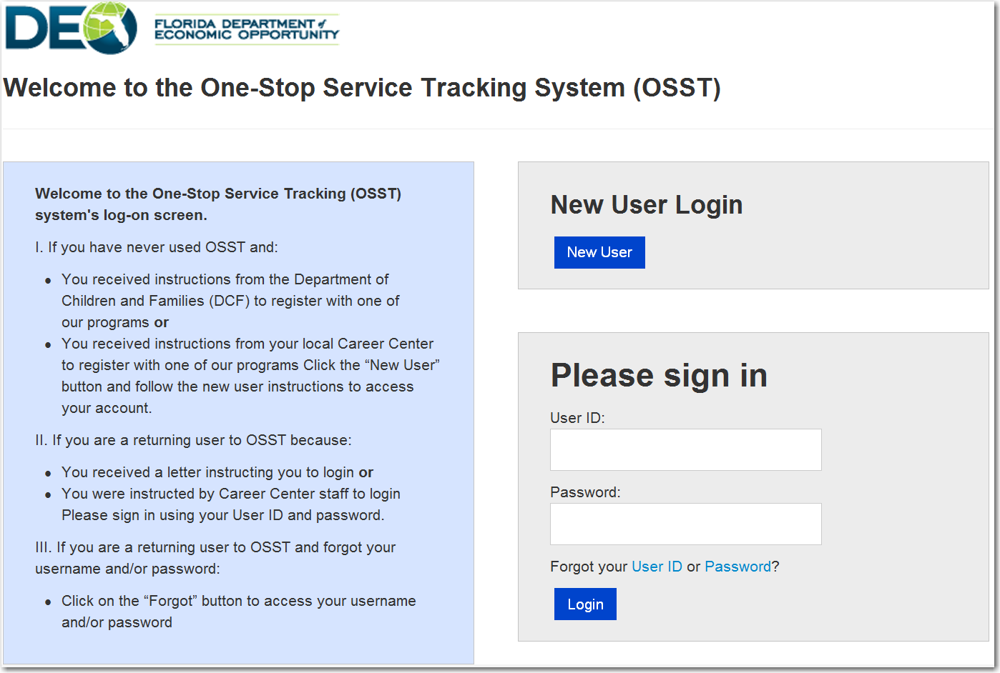 DEO
FLORIDA DEPARTMENT of
ECONOMIC OPPORTUNITY
Welcome to the One-Stop Service Tracking System (OSST)
Welcome to the One-Stop Service Tracking (OSST)
system's log-on screen.
I. If you have never used OSST and:
• You received instructions from the Department of
Children and Families (DCF) to register with one of
our programs or
• You received instructions from your local Career Center
to register with one of our programs Click the “New User”
button and follow the new user instructions to access
your account.
II. If you are a returning user to OSST because:
• You received a letter instructing you to login or
• You were instructed by Career Center staff to login
Please sign in using your User ID and password.
III. If you are a returning user to OSST and forgot your
username and/or password:
• Click on the “Forgot” button to access your username
and/or password
New User Login
New User
Please sign in
User ID:
Password:
Forgot your User ID or Password?
Login